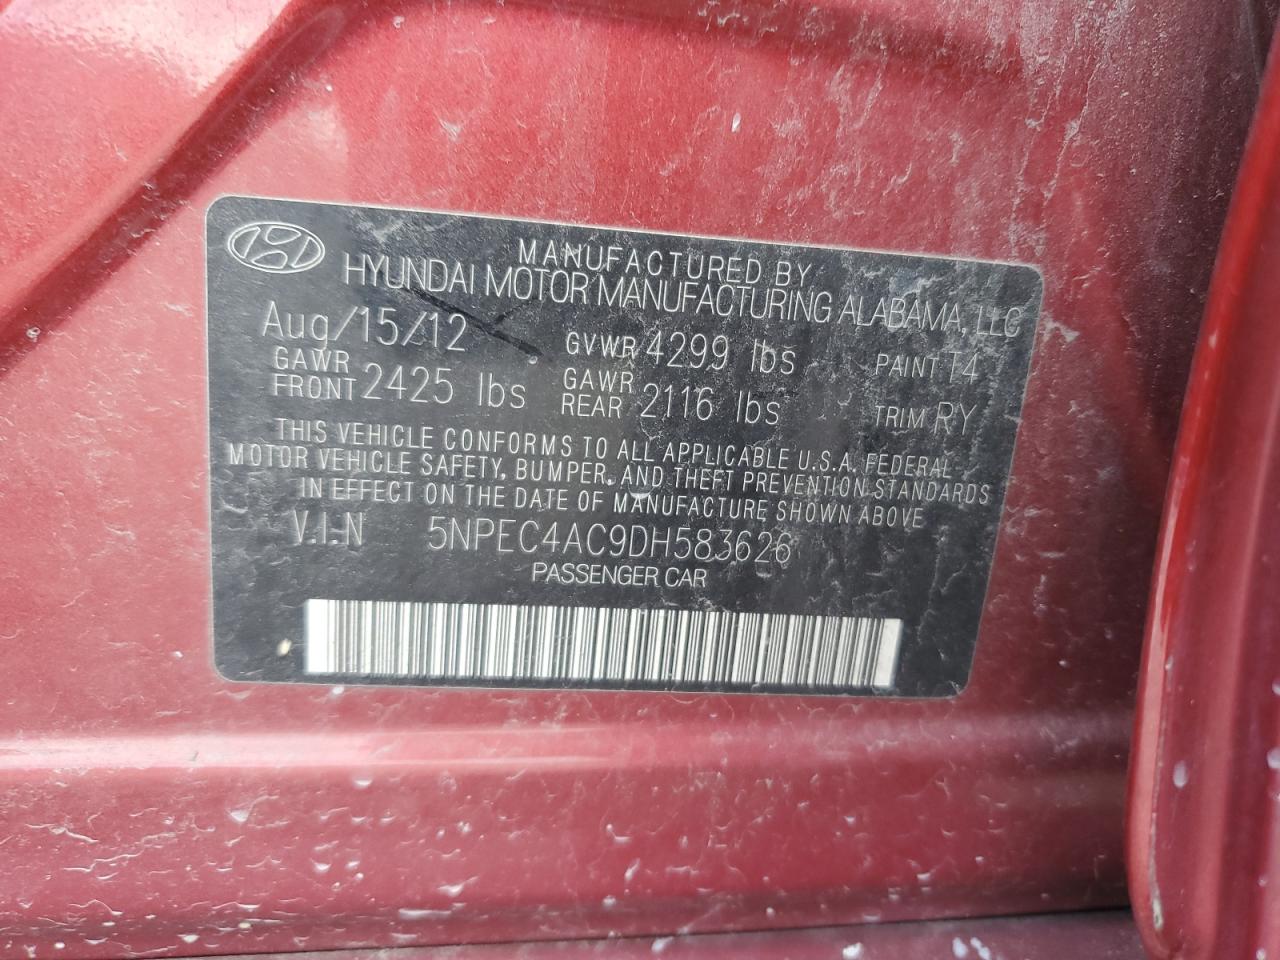 MANUFACTURED BY
HYUNDAI MOTOR MANUFACTURING ALABAMA, LLC
Aug/15/12 GVWR 4299 lbs PAINT T4
GAWR FRONT 2425 lbs GAWR REAR 2116 lbs TRIM RY
THIS VEHICLE CONFORMS TO ALL APPLICABLE U.S.A. FEDERAL
MOTOR VEHICLE SAFETY, BUMPER, AND THEFT PREVENTION STANDARDS
IN EFFECT ON THE DATE OF MANUFACTURE SHOWN ABOVE
V.I.N 5NPEC4AC9DH583626
PASSENGER CAR